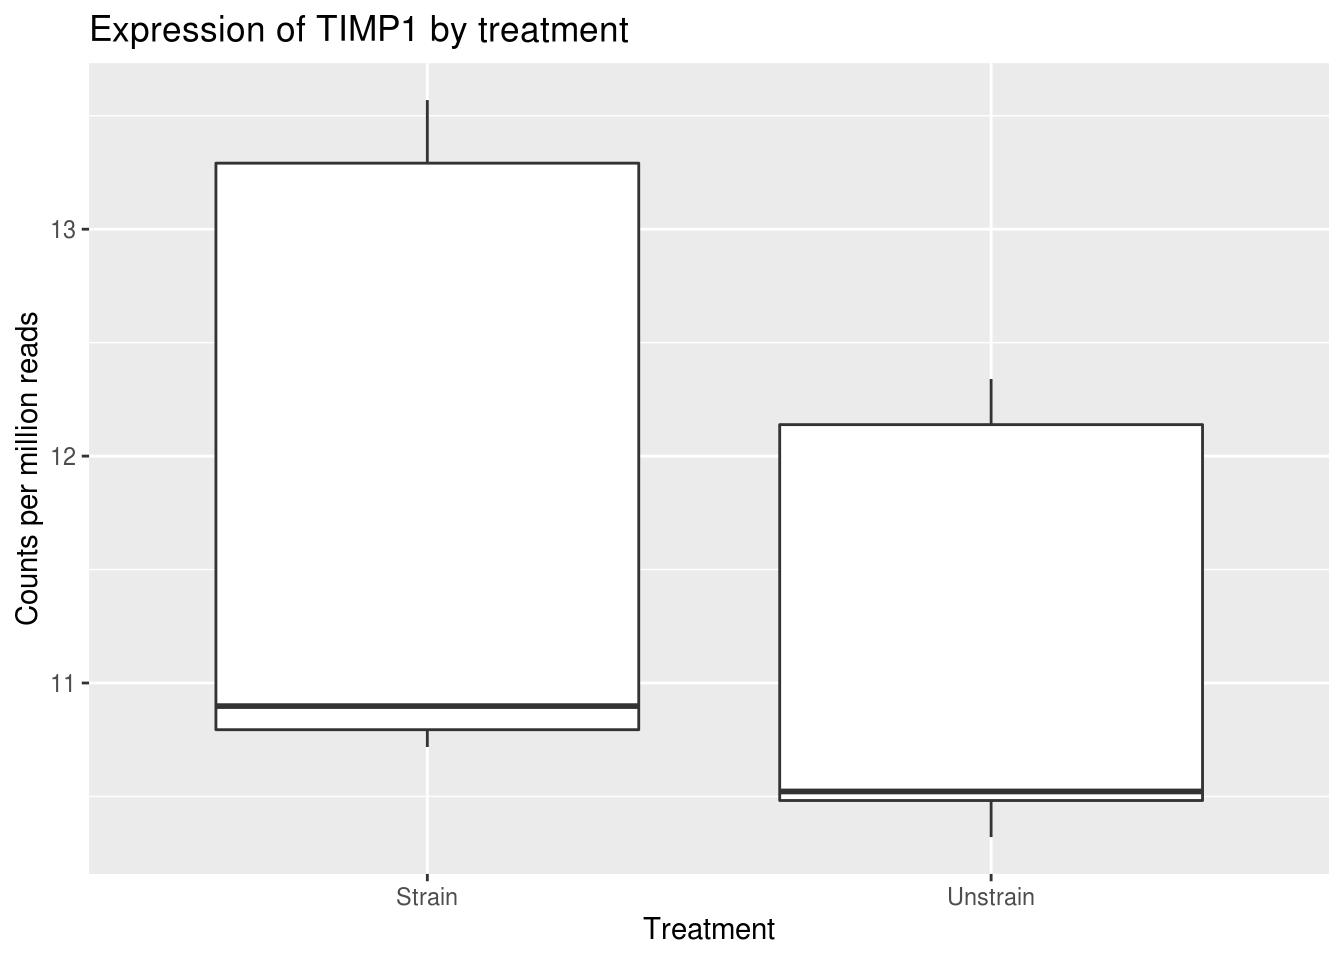 Expression of TIMP1 by treatment
Counts per million reads
13
12
11
Strain
Unstrain
Treatment